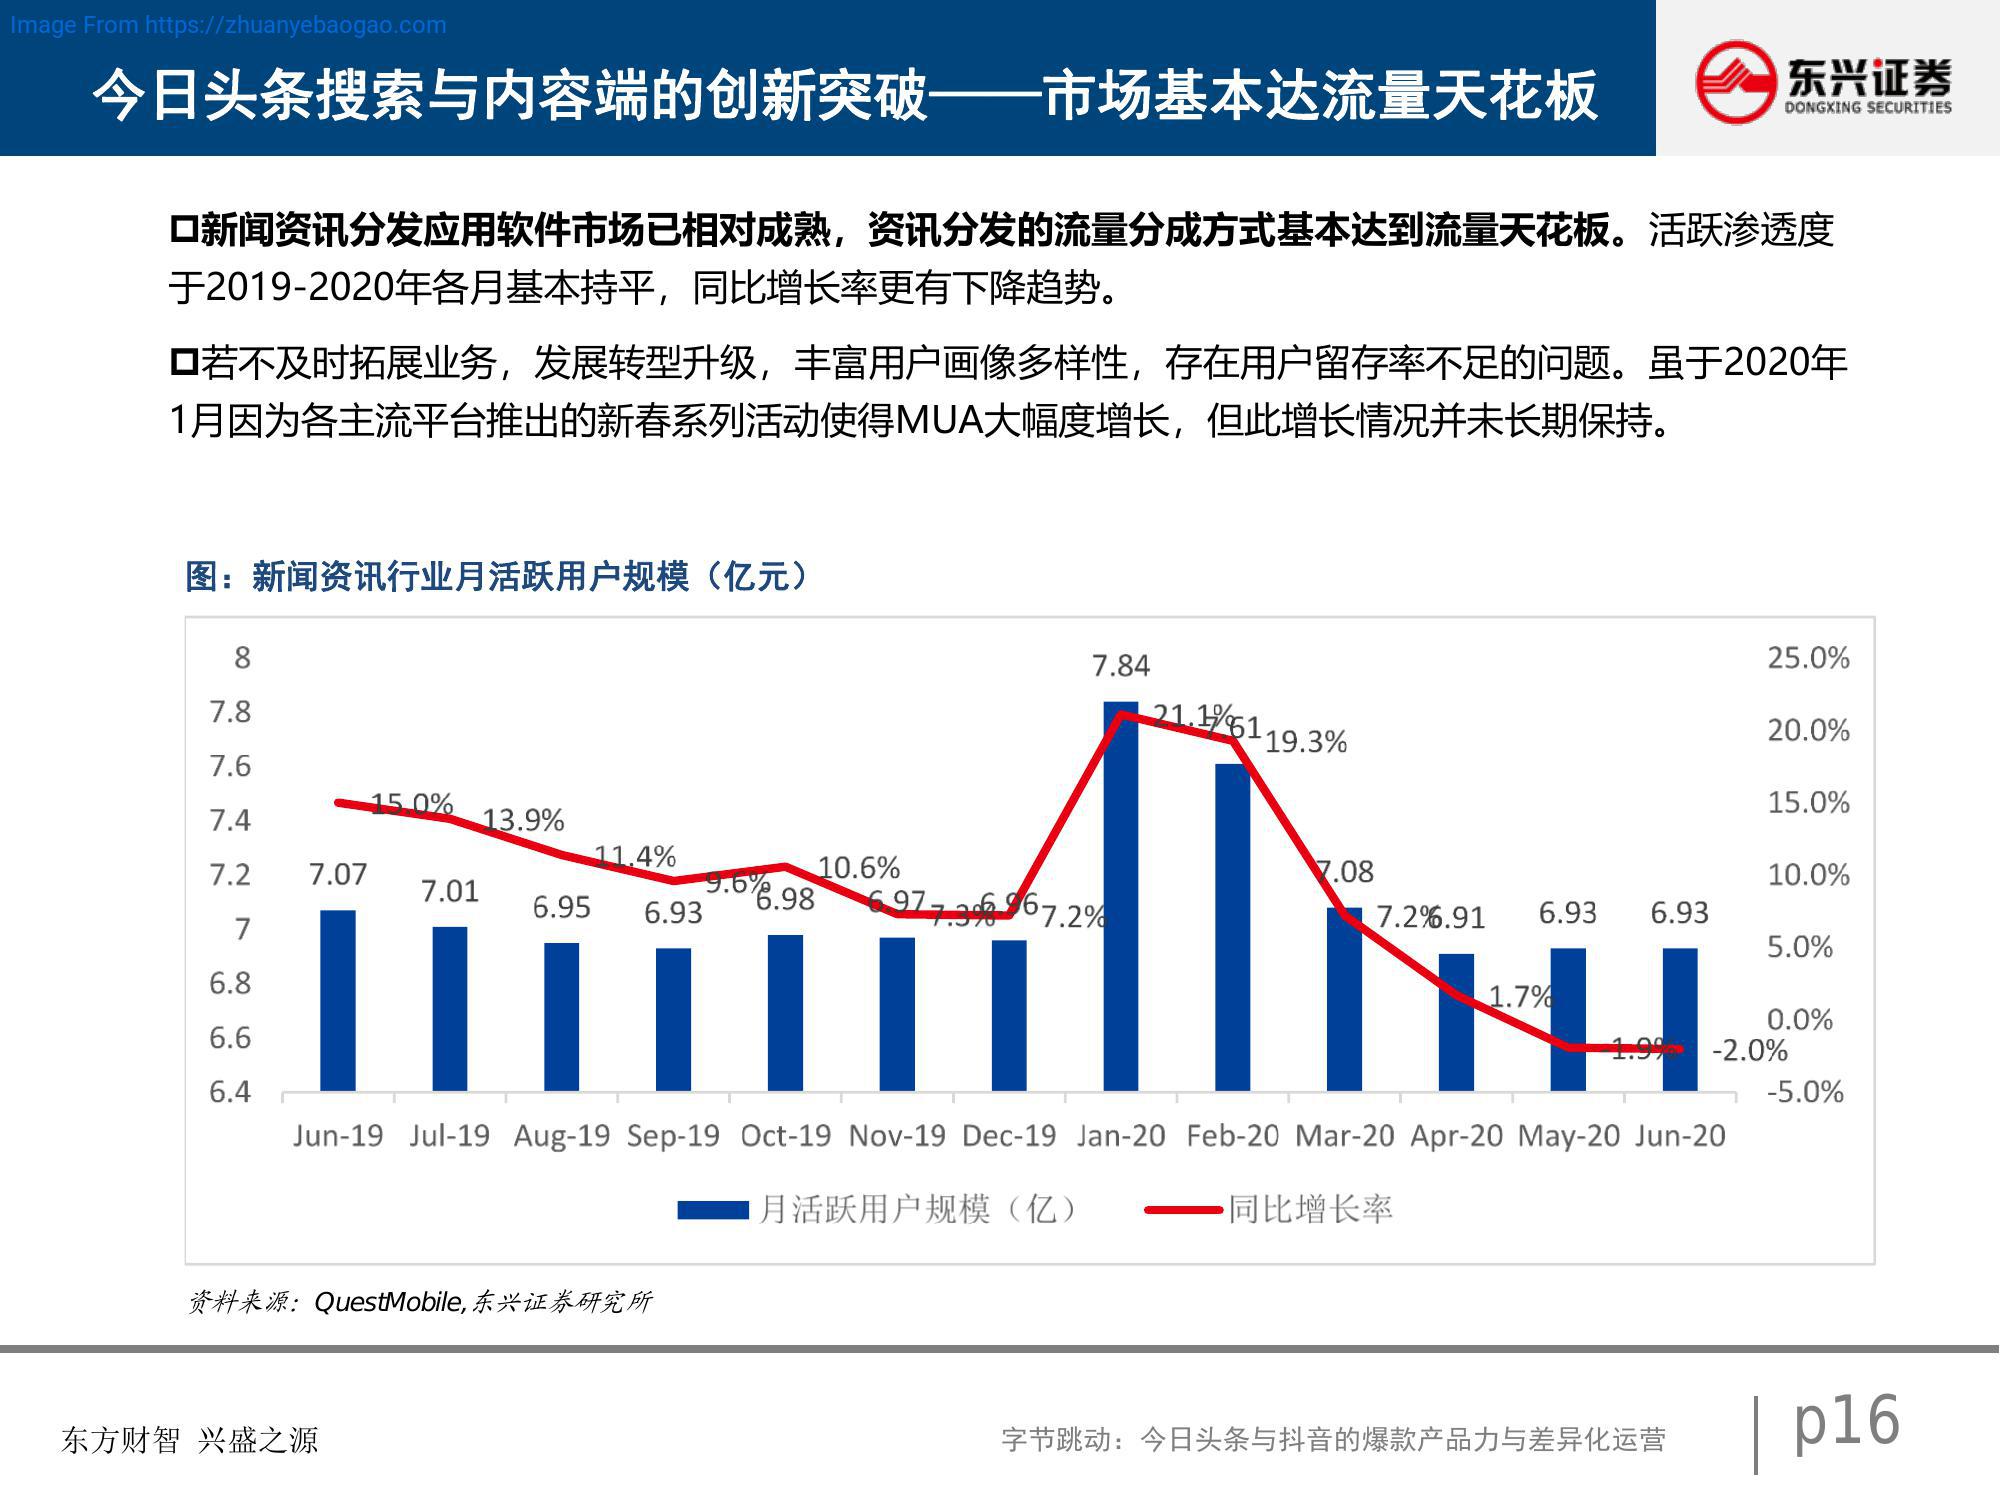 Image From https://zhuanyebaogao.com
今日头条搜索与内容端的创新突破——市场基本达流量天花板
东兴证券
DONGXING SECURITIES
新闻资讯分发应用软件市场已相对成熟，资讯分发的流量分成方式基本达到流量天花板。活跃渗透度
于2019-2020年各月基本持平，同比增长率更有下降趋势。
若不及时拓展业务，发展转型升级，丰富用户画像多样性，存在用户留存率不足的问题。虽于2020年
1月因为各主流平台推出的新春系列活动使得MUA大幅度增长，但此增长情况并未长期保持。
图：新闻资讯行业月活跃用户规模（亿元）
8
7.8
7.6
7.4
7.2
7
6.8
6.6
6.4
25.0%
20.0%
15.0%
10.0%
5.0%
0.0%
-5.0%
7.07 7.01 6.95 6.93 6.98 6.97 6.96 7.84 7.61 7.08 6.91 6.93 6.93
15.0% 13.9% 11.4% 9.6% 10.6% 7.3% 7.2% 21.1% 19.3% 7.2% 1.7% -1.9% -2.0%
Jun-19 Jul-19 Aug-19 Sep-19 Oct-19 Nov-19 Dec-19 Jan-20 Feb-20 Mar-20 Apr-20 May-20 Jun-20
月活跃用户规模（亿） 同比增长率
资料来源：QuestMobile,东兴证券研究所
东方财智 兴盛之源
字节跳动：今日头条与抖音的爆款产品力与差异化运营
p16